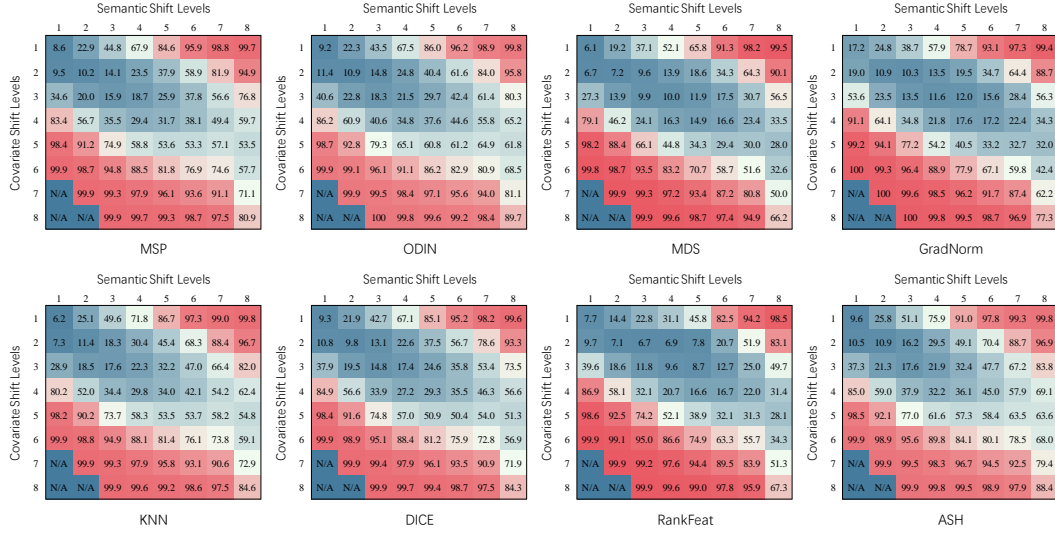 Semantic Shift Levels
1 2 3 4 5 6 7 8
Covariate Shift Levels
1 8.6 22.9 44.8 67.9 84.6 95.9 98.8 99.7
2 9.5 10.2 14.1 23.5 37.9 58.9 81.9 94.9
3 34.6 20.0 15.9 18.7 25.9 37.8 56.6 76.8
4 83.4 56.7 35.5 29.4 31.7 38.1 49.4 59.7
5 98.4 91.2 74.9 58.8 53.6 53.3 57.1 53.5
6 99.9 98.7 94.8 88.5 81.8 76.9 74.6 57.7
7 N/A 99.9 99.3 97.9 96.1 93.6 91.2 71.1
8 N/A N/A 99.9 99.7 99.3 98.7 97.5 80.9
MSP
Semantic Shift Levels
1 2 3 4 5 6 7 8
Covariate Shift Levels
1 9.2 22.3 43.5 67.5 86.0 96.2 98.9 99.8
2 11.4 10.9 14.8 24.8 40.4 61.6 84.0 95.8
3 40.6 22.8 18.3 21.5 29.7 42.4 61.4 80.3
4 86.2 60.9 40.6 34.8 37.6 44.6 55.8 65.2
5 98.7 92.8 79.3 65.1 60.8 61.2 64.9 61.8
6 99.9 99.1 96.1 91.1 86.2 82.9 80.9 68.5
7 N/A 99.9 99.5 98.4 97.1 95.6 94.0 81.1
8 N/A N/A 100 99.8 99.6 99.2 98.4 89.7
ODIN
Semantic Shift Levels
1 2 3 4 5 6 7 8
Covariate Shift Levels
1 6.1 19.2 37.1 52.1 65.8 91.3 98.2 99.5
2 6.7 7.2 9.6 13.9 18.6 34.3 64.3 90.1
3 27.3 13.9 9.9 10.0 11.9 17.5 30.7 56.5
4 79.1 46.2 24.1 16.3 14.9 16.6 23.4 33.5
5 98.2 88.4 66.1 44.8 34.3 29.4 30.0 28.0
6 99.8 98.7 93.5 83.2 70.7 58.7 51.6 32.6
7 N/A 99.9 99.3 97.2 93.4 87.2 80.8 50.0
8 N/A N/A 99.9 99.6 98.7 97.4 94.9 66.2
MDS
Semantic Shift Levels
1 2 3 4 5 6 7 8
Covariate Shift Levels
1 17.2 24.8 38.7 57.9 78.7 93.1 97.3 99.4
2 19.0 10.9 10.3 13.5 19.5 34.7 64.4 88.7
3 53.6 23.5 13.5 11.6 12.0 15.6 28.4 56.3
4 91.1 64.1 34.8 21.8 17.6 17.2 22.4 34.3
5 99.2 94.1 77.2 54.2 40.5 33.2 32.7 32.0
6 100 99.3 96.8 88.9 77.9 67.1 59.8 42.4
7 N/A 100 99.6 98.5 96.2 91.7 87.4 62.2
8 N/A N/A 100 99.8 99.5 98.7 96.9 77.3
GradNorm
Semantic Shift Levels
1 2 3 4 5 6 7 8
Covariate Shift Levels
1 6.2 25.1 49.6 71.8 86.7 97.3 99.0 99.8
2 7.3 11.4 18.3 30.4 45.4 68.3 88.4 96.7
3 28.9 18.5 17.6 22.3 32.2 47.0 66.4 82.0
4 80.2 52.0 34.4 29.8 34.0 42.1 54.2 62.4
5 98.2 90.2 73.7 58.3 53.5 53.7 58.2 54.8
6 99.9 98.8 94.9 88.1 81.4 76.1 73.8 59.1
7 N/A 99.9 99.3 97.9 95.8 93.1 90.6 72.9
8 N/A N/A 99.9 99.6 99.2 98.6 97.5 84.6
KNN
Semantic Shift Levels
1 2 3 4 5 6 7 8
Covariate Shift Levels
1 9.3 21.9 42.7 67.1 85.1 95.2 98.2 99.6
2 10.8 9.8 13.1 22.6 37.5 56.7 78.6 93.3
3 37.9 19.5 14.8 17.4 24.6 35.8 53.4 73.5
4 84.9 56.6 33.9 27.2 29.3 35.5 46.3 56.6
5 98.4 91.6 74.8 57.0 50.9 50.4 54.0 51.3
6 99.9 98.9 95.1 88.4 81.2 75.9 72.8 56.9
7 N/A 99.9 99.4 97.9 96.1 93.5 90.9 71.9
8 N/A N/A 99.9 99.7 99.4 98.7 97.5 84.3
DICE
Semantic Shift Levels
1 2 3 4 5 6 7 8
Covariate Shift Levels
1 7.7 14.4 22.8 31.1 45.8 82.5 94.2 98.5
2 9.7 7.1 6.7 6.9 7.8 20.7 51.9 83.1
3 39.6 18.6 11.8 9.6 8.7 12.7 25.0 49.7
4 86.9 58.1 32.1 20.7 16.6 16.7 22.0 31.4
5 98.6 92.5 74.2 52.1 38.9 32.1 31.3 28.1
6 99.9 99.1 95.0 86.6 74.9 63.3 55.7 34.3
7 N/A 99.9 99.2 97.6 94.4 89.5 83.9 51.3
8 N/A N/A 99.9 99.6 99.0 97.8 95.9 67.3
RankFeat
Semantic Shift Levels
1 2 3 4 5 6 7 8
Covariate Shift Levels
1 9.6 25.8 51.1 75.9 91.0 97.8 99.3 99.8
2 10.5 10.9 16.2 29.5 49.1 70.4 88.7 96.9
3 37.3 21.3 17.6 21.9 32.4 47.7 67.2 83.8
4 85.0 59.0 37.9 32.2 36.1 45.0 57.9 69.1
5 98.5 92.1 77.0 61.6 57.3 58.4 63.5 63.6
6 99.9 98.9 95.6 89.8 84.1 80.1 78.5 68.0
7 N/A 99.9 99.5 98.3 96.7 94.5 92.5 79.4
8 N/A N/A 99.9 99.8 99.5 98.9 97.9 88.4
ASH